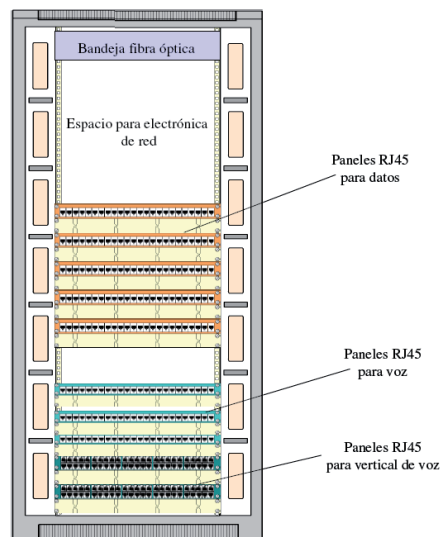 Bandeja fibra óptica
Espacio para electrónica
de red
Paneles RJ45
para datos
Paneles RJ45
para voz
Paneles RJ45
para vertical de voz